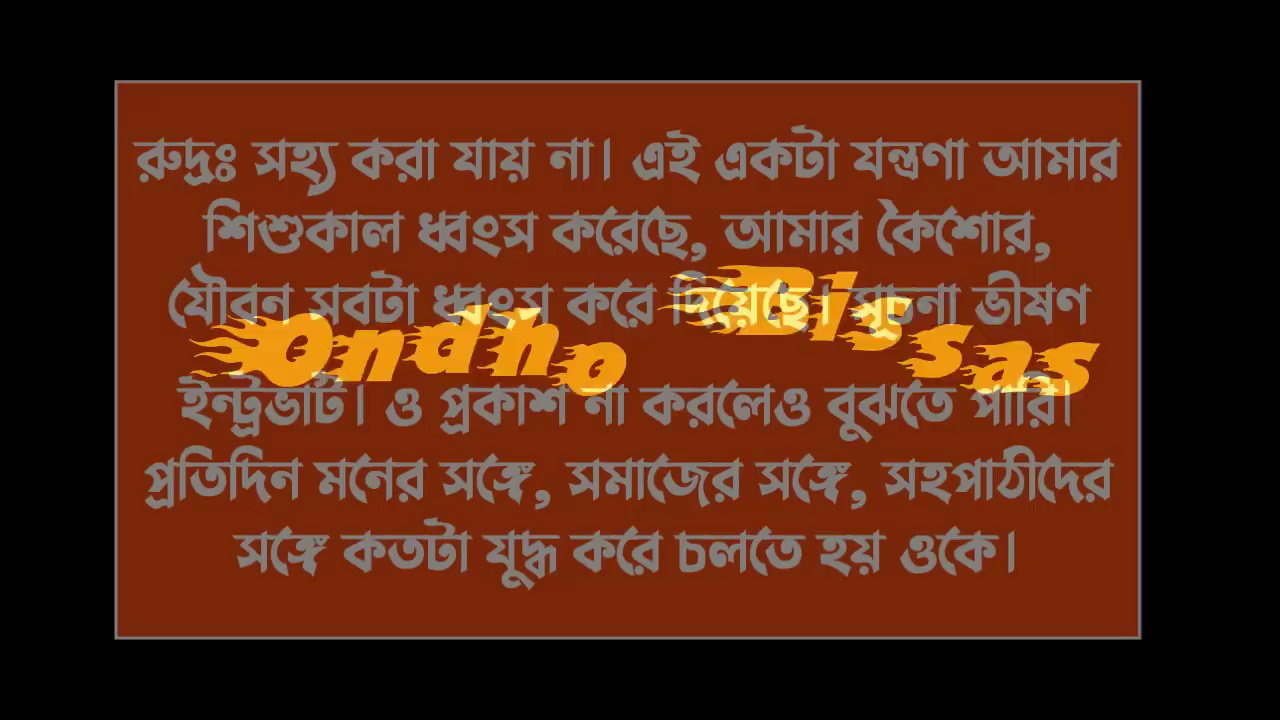 রুদ্রঃ সহ্য করা যায় না। এই একটা যন্ত্রণা আমার
শিশুকাল ধ্বংস করেছে, আমার কৈশোর,
যৌবন সবটা ধ্বংস করে দিয়েছে। সূচনা ভীষণ
Ondho Bissas
ইন্ট্রভার্ট। ও প্রকাশ না করলেও বুঝতে পারি।
প্রতিদিন মনের সঙ্গে, সমাজের সঙ্গে, সহপাঠীদের
সঙ্গে কতটা যুদ্ধ করে চলতে হয় ওকে।